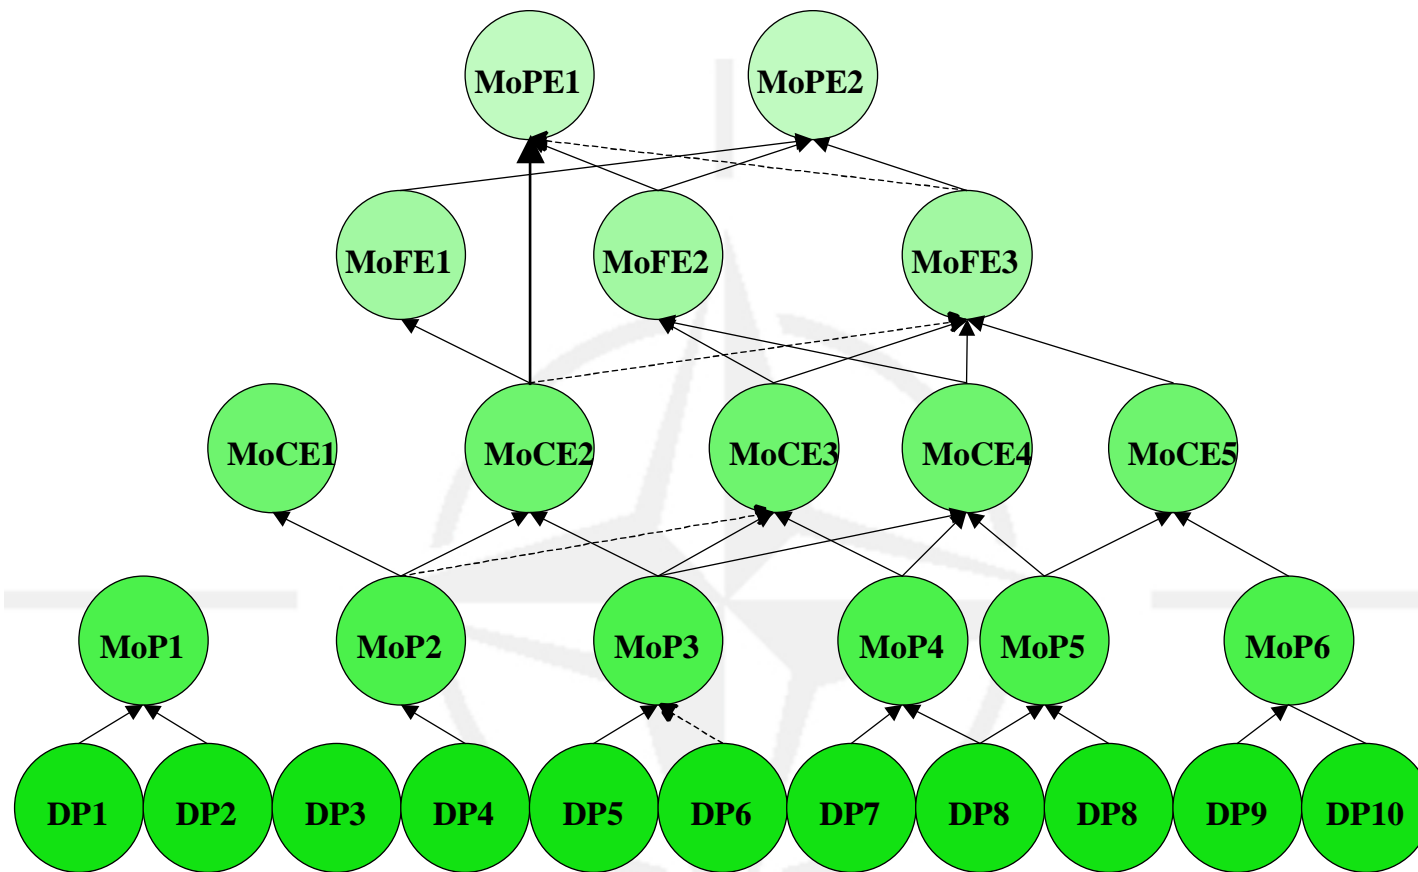 MoPE1 MoPE2
MoFE1 MoFE2 MoFE3
MoCE1 MoCE2 MoCE3 MoCE4 MoCE5
MoP1 MoP2 MoP3 MoP4 MoP5 MoP6
DP1 DP2 DP3 DP4 DP5 DP6 DP7 DP8 DP8 DP9 DP10